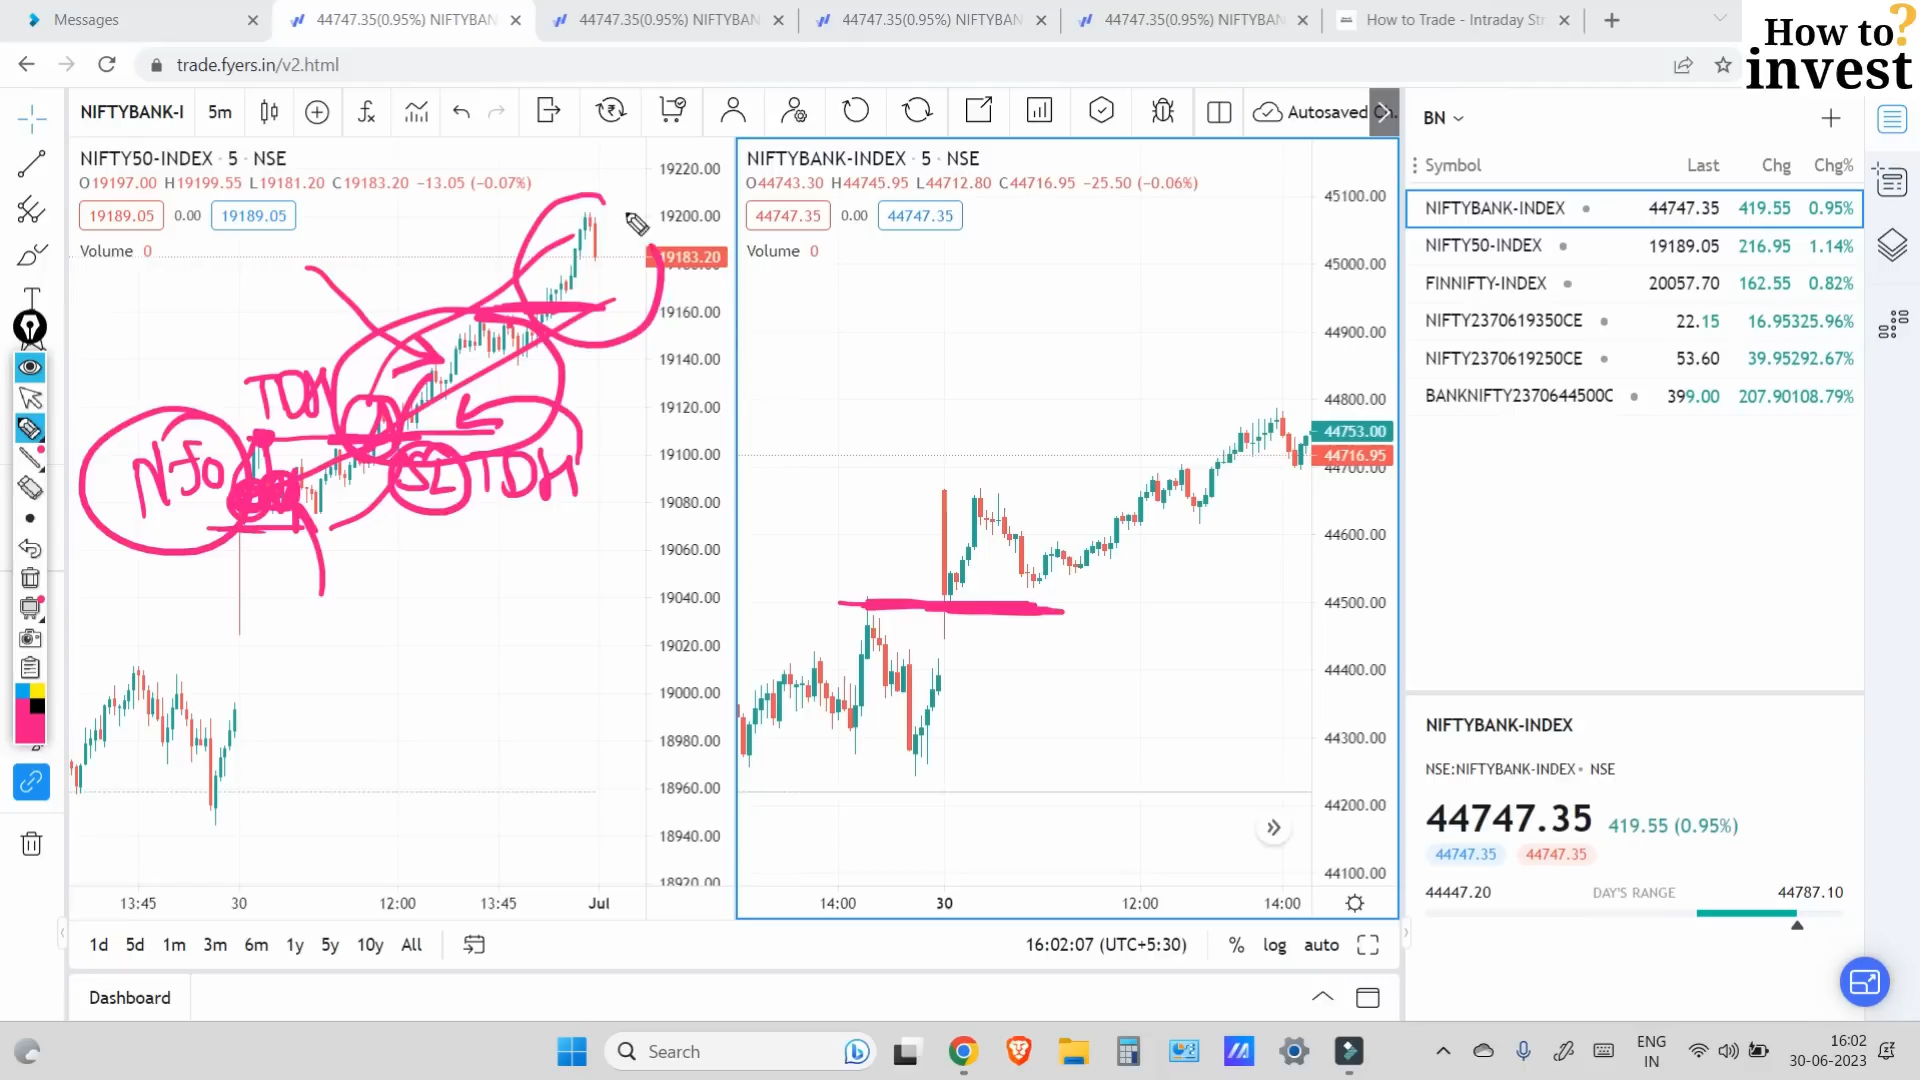 Messages
44747.35(0.95%) NIFTYBAN
44747.35(0.95%) NIFTYBAN
44747.35(0.95%) NIFTYBAN
44747.35(0.95%) NIFTYBAN
How to Trade - Intraday Str
How to?
invest
trade.fyers.in/v2.html
NIFTYBANK-I
5m
Autosaved
NIFTY50-INDEX · 5 · NSE
O19197.00 H19199.55 L19181.20 C19183.20 −13.05 (−0.07%)
19189.05 0.00 19189.05
Volume 0
19220.00
19200.00
19183.20
19160.00
19140.00
19120.00
19100.00
19080.00
19060.00
19040.00
19020.00
19000.00
18980.00
18960.00
18940.00
18920.00
TDH
Nfo
SL TDH
13:45 30 12:00 13:45 Jul
NIFTYBANK-INDEX · 5 · NSE
O44743.30 H44745.95 L44712.80 C44716.95 −25.50 (−0.06%)
44747.35 0.00 44747.35
Volume 0
45100.00
45000.00
44900.00
44800.00
44753.00
44716.95
44700.00
44600.00
44500.00
44400.00
44300.00
44200.00
44100.00
14:00 30 12:00 14:00
BN
Symbol Last Chg Chg%
NIFTYBANK-INDEX 44747.35 419.55 0.95%
NIFTY50-INDEX 19189.05 216.95 1.14%
FINNIFTY-INDEX 20057.70 162.55 0.82%
NIFTY2370619350CE 22.15 16.95325.96%
NIFTY2370619250CE 53.60 39.95292.67%
BANKNIFTY2370644500C 399.00 207.90108.79%
NIFTYBANK-INDEX
NSE:NIFTYBANK-INDEX • NSE
44747.35 419.55 (0.95%)
44747.35 44747.35
44447.20 DAY'S RANGE 44787.10
1d 5d 1m 3m 6m 1y 5y 10y All
16:02:07 (UTC+5:30) % log auto
Dashboard
Search
ENG
IN
16:02
30-06-2023